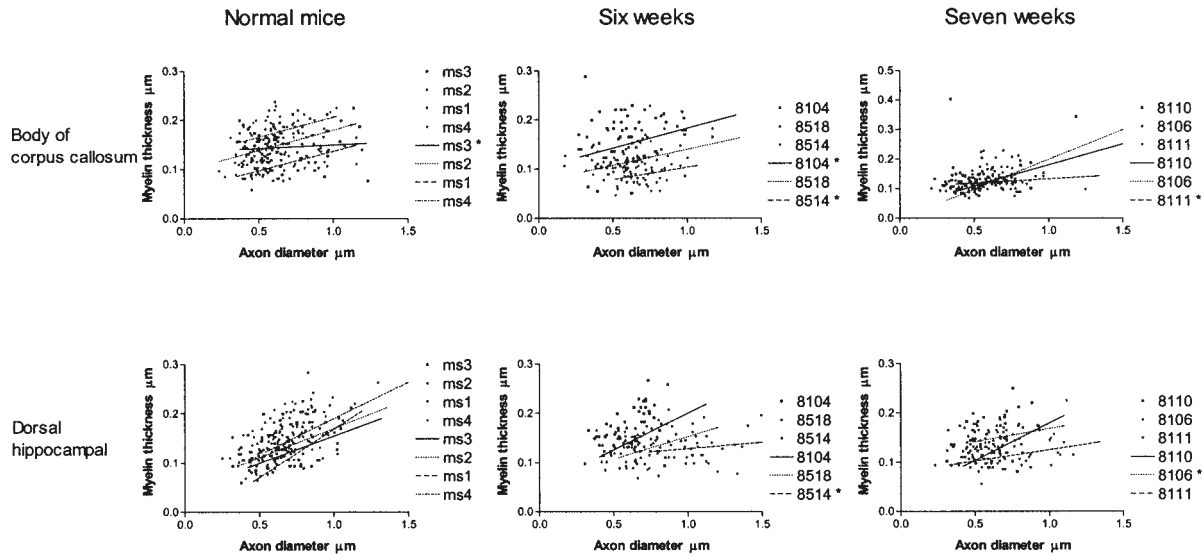 Normal mice
Six weeks
Seven weeks
Body of
corpus callosum
Myelin thickness μm
0.3
0.2
0.1
0.0
0.0
0.5
1.0
1.5
Axon diameter μm
ms3
ms2
ms1
ms4
ms3 *
ms2
ms1
ms4
Myelin thickness μm
0.3
0.2
0.1
0.0
0.0
0.5
1.0
1.5
Axon diameter μm
8104
8518
8514
8104 *
8518
8514 *
Myelin thickness μm
0.5
0.4
0.3
0.2
0.1
0.0
0.0
0.5
1.0
1.5
Axon diameter μm
8110
8106
8111
8110
8106
8111 *
Dorsal
hippocampal
Myelin thickness μm
0.3
0.2
0.1
0.0
0.0
0.5
1.0
1.5
Axon diameter μm
ms3
ms2
ms1
ms4
ms3
ms2
ms1
ms4
Myelin thickness μm
0.3
0.2
0.1
0.0
0.0
0.5
1.0
1.5
Axon diameter μm
8104
8518
8514
8104
8518
8514 *
Myelin thickness μm
0.3
0.2
0.1
0.0
0.0
0.5
1.0
1.5
Axon diameter μm
8110
8106
8111
8110
8106 *
8111